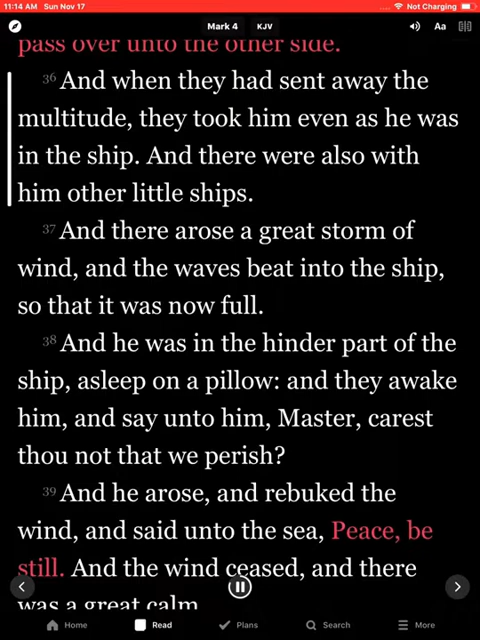 11:14 AM Sun Nov 17
Not Charging
Mark 4 KJV
Aa
pass over unto the other side.
36 And when they had sent away the
multitude, they took him even as he was
in the ship. And there were also with
him other little ships.
37 And there arose a great storm of
wind, and the waves beat into the ship,
so that it was now full.
38 And he was in the hinder part of the
ship, asleep on a pillow: and they awake
him, and say unto him, Master, carest
thou not that we perish?
39 And he arose, and rebuked the
wind, and said unto the sea, Peace, be
still. And the wind ceased, and there
was a great calm
Home Read Plans Search More